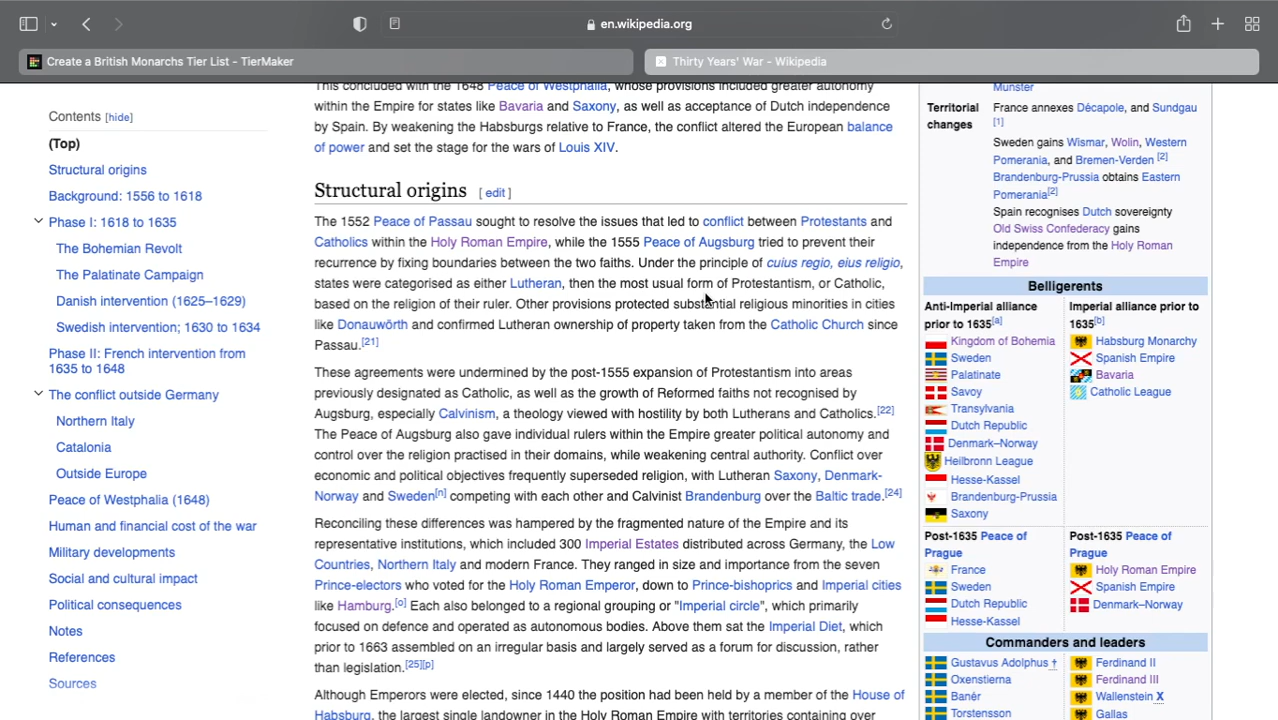 en.wikipedia.org
Create a British Monarchs Tier List - TierMaker
Thirty Years' War - Wikipedia
Contents [hide]
(Top)
Structural origins
Background: 1556 to 1618
Phase I: 1618 to 1635
The Bohemian Revolt
The Palatinate Campaign
Danish intervention (1625–1629)
Swedish intervention; 1630 to 1634
Phase II: French intervention from
1635 to 1648
The conflict outside Germany
Northern Italy
Catalonia
Outside Europe
Peace of Westphalia (1648)
Human and financial cost of the war
Military developments
Social and cultural impact
Political consequences
Notes
References
Sources
This concluded with the 1648 Peace of Westphalia, whose provisions included greater autonomy
within the Empire for states like Bavaria and Saxony, as well as acceptance of Dutch independence
by Spain. By weakening the Habsburgs relative to France, the conflict altered the European balance
of power and set the stage for the wars of Louis XIV.
Structural origins [ edit ]
The 1552 Peace of Passau sought to resolve the issues that led to conflict between Protestants and
Catholics within the Holy Roman Empire, while the 1555 Peace of Augsburg tried to prevent their
recurrence by fixing boundaries between the two faiths. Under the principle of cuius regio, eius religio,
states were categorised as either Lutheran, then the most usual form of Protestantism, or Catholic,
based on the religion of their ruler. Other provisions protected substantial religious minorities in cities
like Donauwörth and confirmed Lutheran ownership of property taken from the Catholic Church since
Passau.[21]
These agreements were undermined by the post-1555 expansion of Protestantism into areas
previously designated as Catholic, as well as the growth of Reformed faiths not recognised by
Augsburg, especially Calvinism, a theology viewed with hostility by both Lutherans and Catholics.[22]
The Peace of Augsburg also gave individual rulers within the Empire greater political autonomy and
control over the religion practised in their domains, while weakening central authority. Conflict over
economic and political objectives frequently superseded religion, with Lutheran Saxony, Denmark-
Norway and Sweden[n] competing with each other and Calvinist Brandenburg over the Baltic trade.[24]
Reconciling these differences was hampered by the fragmented nature of the Empire and its
representative institutions, which included 300 Imperial Estates distributed across Germany, the Low
Countries, Northern Italy and modern France. They ranged in size and importance from the seven
Prince-electors who voted for the Holy Roman Emperor, down to Prince-bishoprics and Imperial cities
like Hamburg.[o] Each also belonged to a regional grouping or "Imperial circle", which primarily
focused on defence and operated as autonomous bodies. Above them sat the Imperial Diet, which
prior to 1663 assembled on an irregular basis and largely served as a forum for discussion, rather
than legislation.[25][p]
Although Emperors were elected, since 1440 the position had been held by a member of the House of
Habsburg, the largest single landowner in the Holy Roman Empire with territories containing over
Munster
Territorial
changes
France annexes Décapole, and Sundgau
[1]
Sweden gains Wismar, Wolin, Western
Pomerania, and Bremen-Verden [2]
Brandenburg-Prussia obtains Eastern
Pomerania[2]
Spain recognises Dutch sovereignty
Old Swiss Confederacy gains
independence from the Holy Roman
Empire
Belligerents
Anti-Imperial alliance
prior to 1635[a]
Kingdom of Bohemia
Sweden
Palatinate
Savoy
Transylvania
Dutch Republic
Denmark–Norway
Heilbronn League
Hesse-Kassel
Brandenburg-Prussia
Saxony
Imperial alliance prior to
1635[b]
Habsburg Monarchy
Spanish Empire
Bavaria
Catholic League
Post-1635 Peace of
Prague
France
Sweden
Dutch Republic
Hesse-Kassel
Post-1635 Peace of
Prague
Holy Roman Empire
Spanish Empire
Denmark–Norway
Commanders and leaders
Gustavus Adolphus †
Oxenstierna
Banér
Torstensson
Ferdinand II
Ferdinand III
Wallenstein X
Gallas